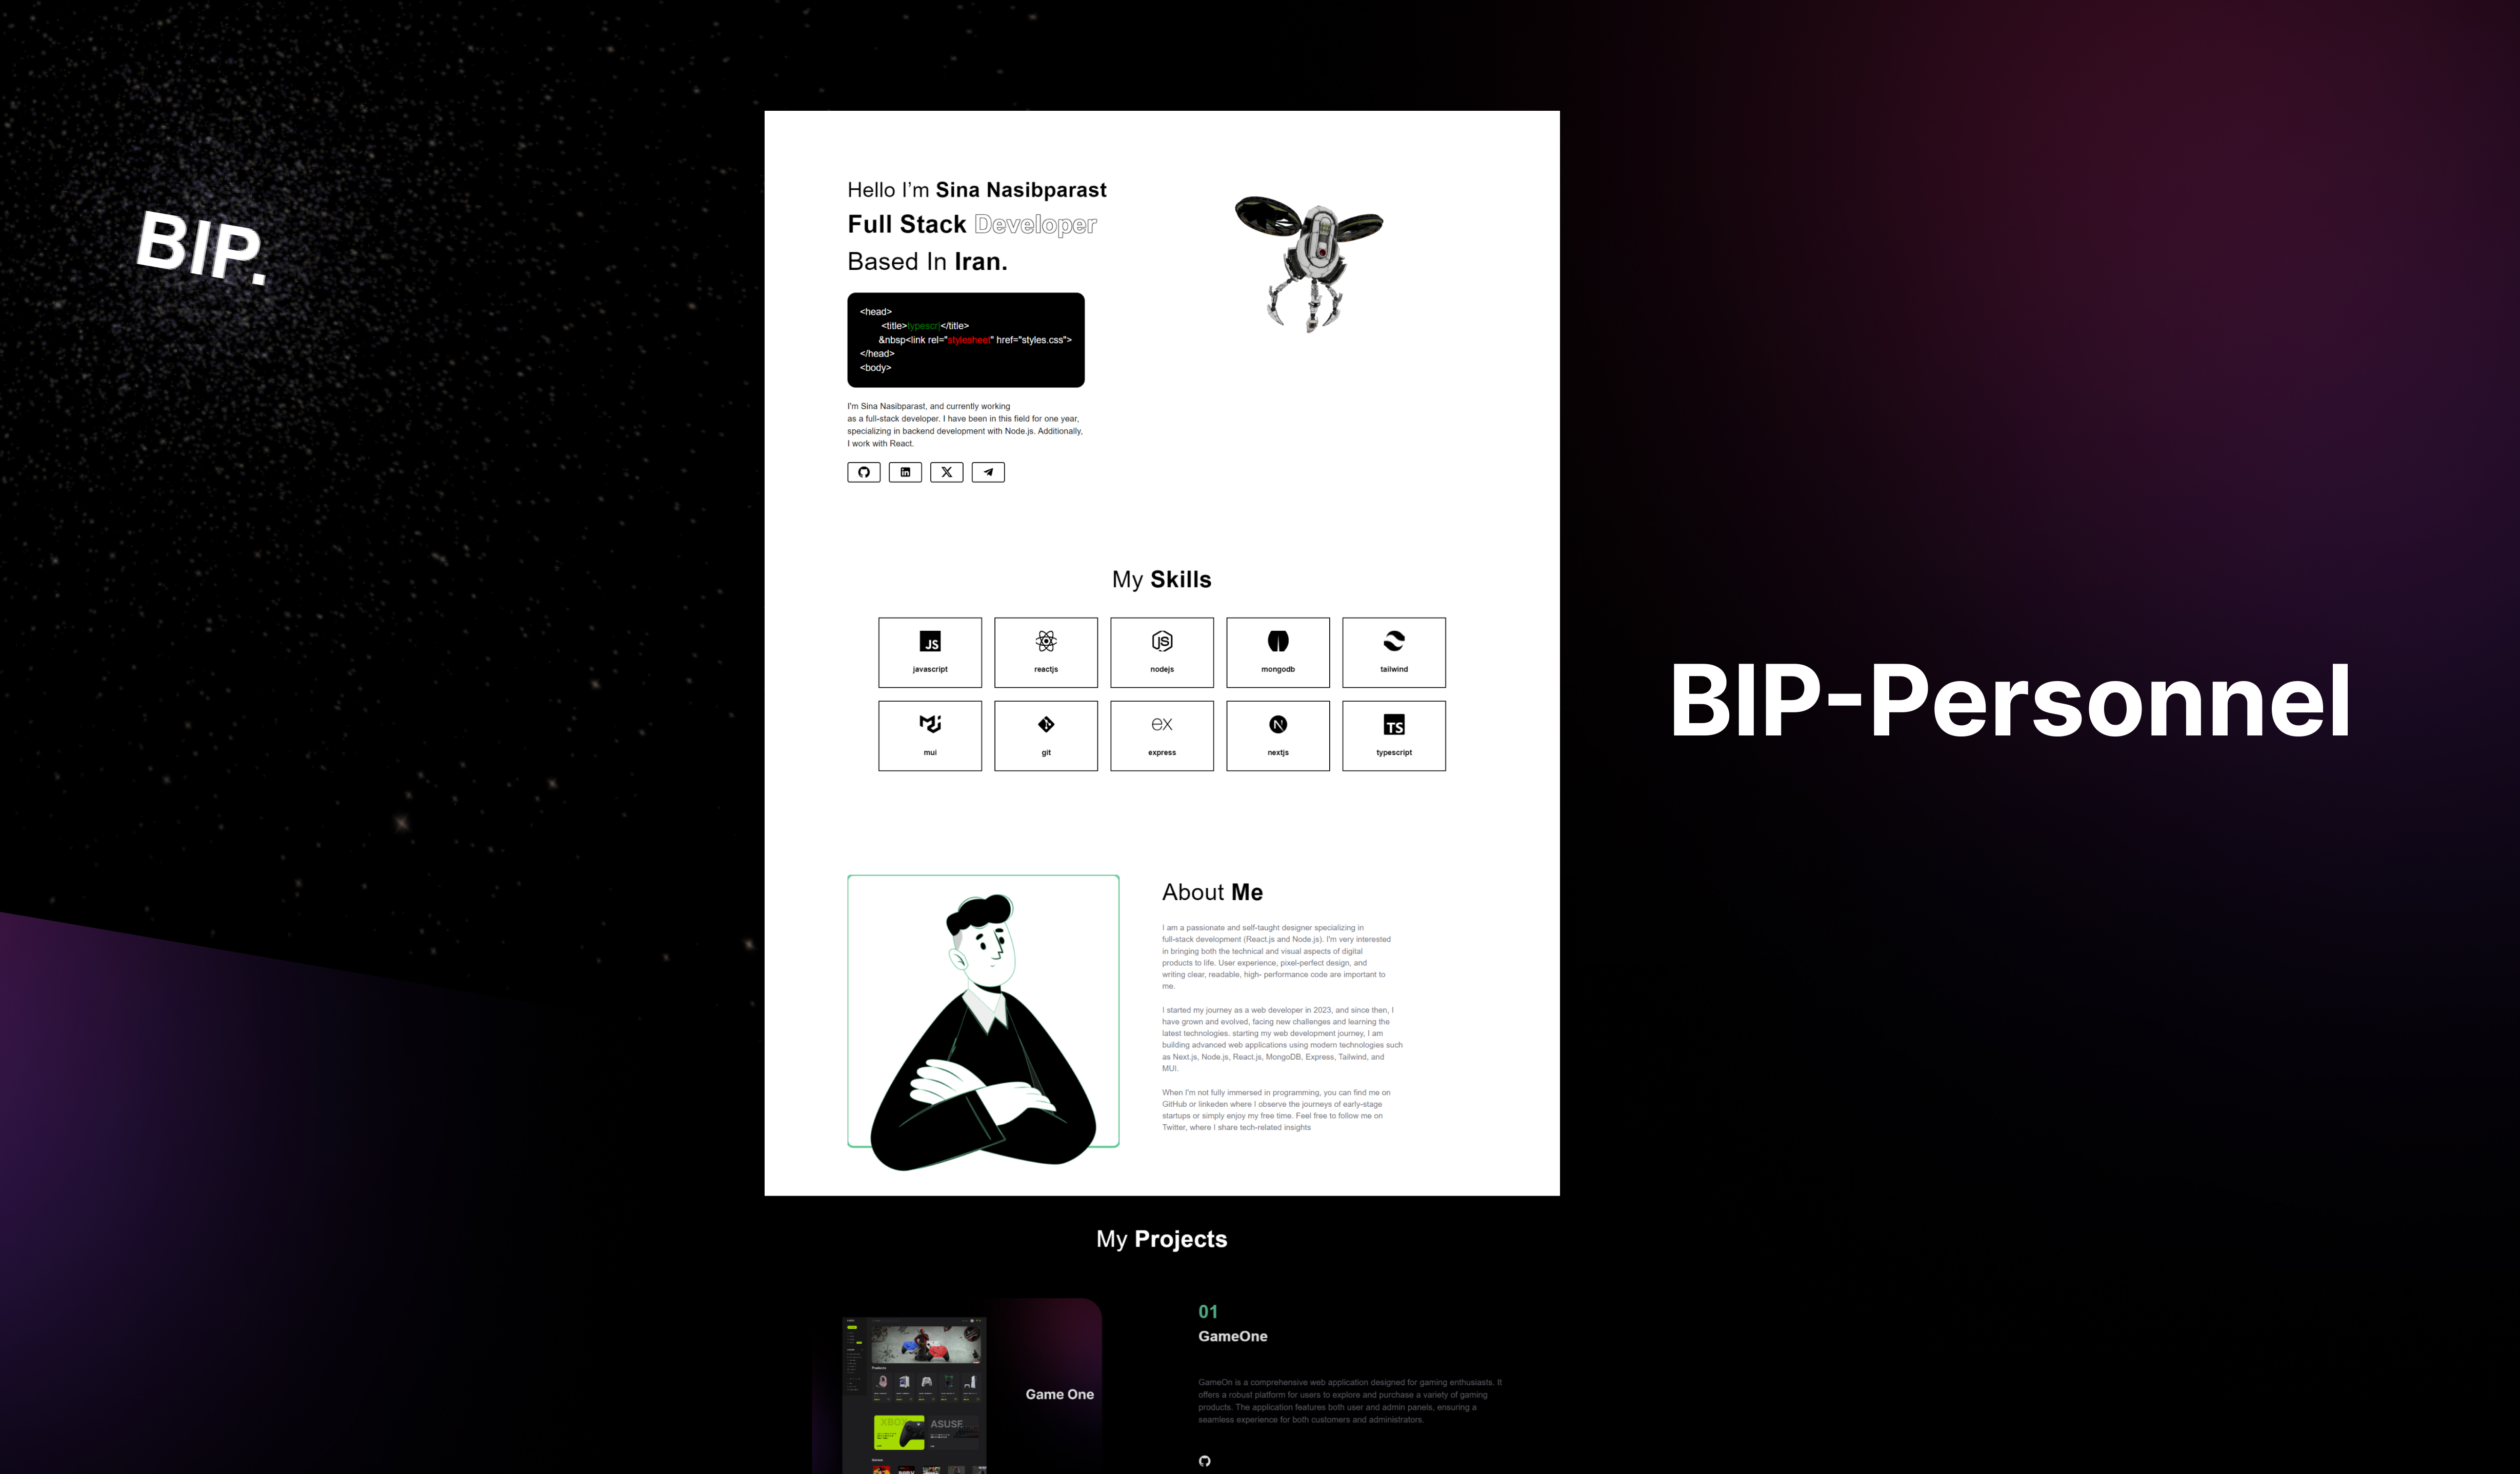 BIP.
Hello I'm Sina Nasibparast
Full Stack Developer
Based In Iran.
<head>
<title>typescri</title>
&nbsp<link rel="stylesheet" href="styles.css">
</head>
<body>
I'm Sina Nasibparast, and currently working
as a full-stack developer. I have been in this field for one year,
specializing in backend development with Node.js. Additionally,
I work with React.
My Skills
JS
JS
TS
javascript
reactjs
nodejs
mongodb
tailwind
ex
mui
git
express
nextjs
typescript
BIP-Personnel
About Me
I am a passionate and self-taught designer specializing in
full-stack development (React.js and Node.js). I'm very interested
in bringing both the technical and visual aspects of digital
products to life. User experience, pixel-perfect design, and
writing clear, readable, high- performance code are important to
me.
I started my journey as a web developer in 2023, and since then, I
have grown and evolved, facing new challenges and learning the
latest technologies. starting my web development journey, I am
building advanced web applications using modern technologies such
as Next.js, Node.js, React.js, MongoDB, Express, Tailwind, and
MUI.
When I'm not fully immersed in programming, you can find me on
GitHub or linkeden where I observe the journeys of early-stage
startups or simply enjoy my free time. Feel free to follow me on
Twitter, where I share tech-related insights
My Projects
Products
XBOX
ASUSE
Game One
01
GameOne
GameOn is a comprehensive web application designed for gaming enthusiasts. It
offers a robust platform for users to explore and purchase a variety of gaming
products. The application features both user and admin panels, ensuring a
seamless experience for both customers and administrators.